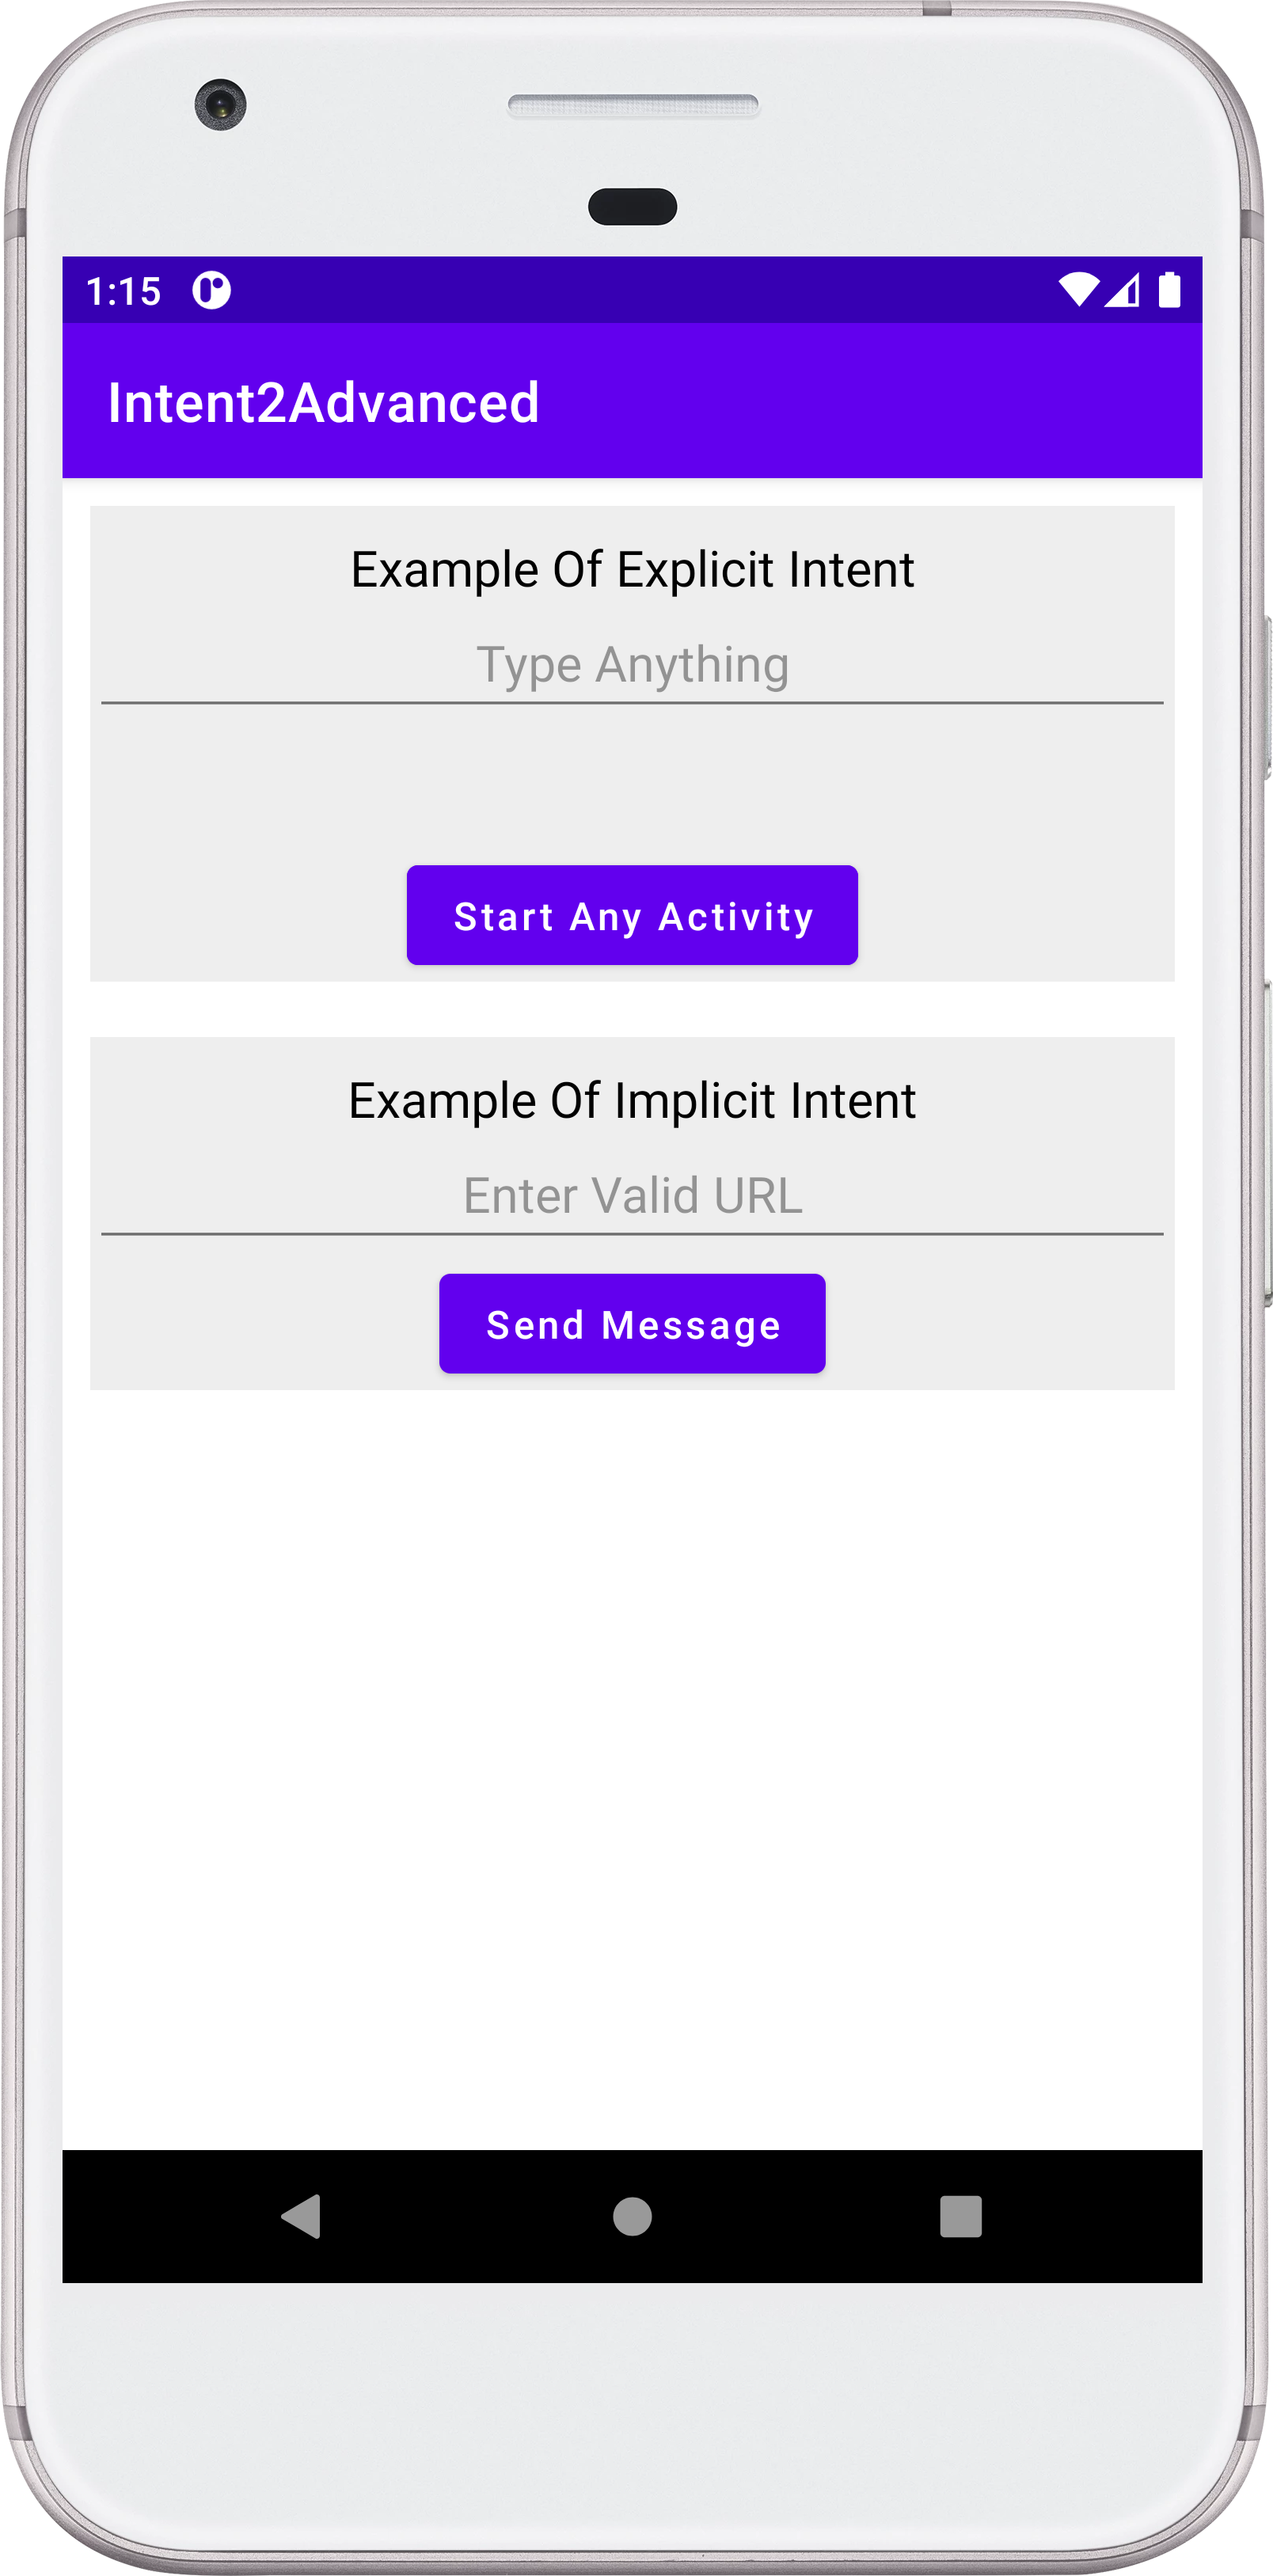 1:15
Intent2Advanced
Example Of Explicit Intent
Type Anything
Start Any Activity
Example Of Implicit Intent
Enter Valid URL
Send Message